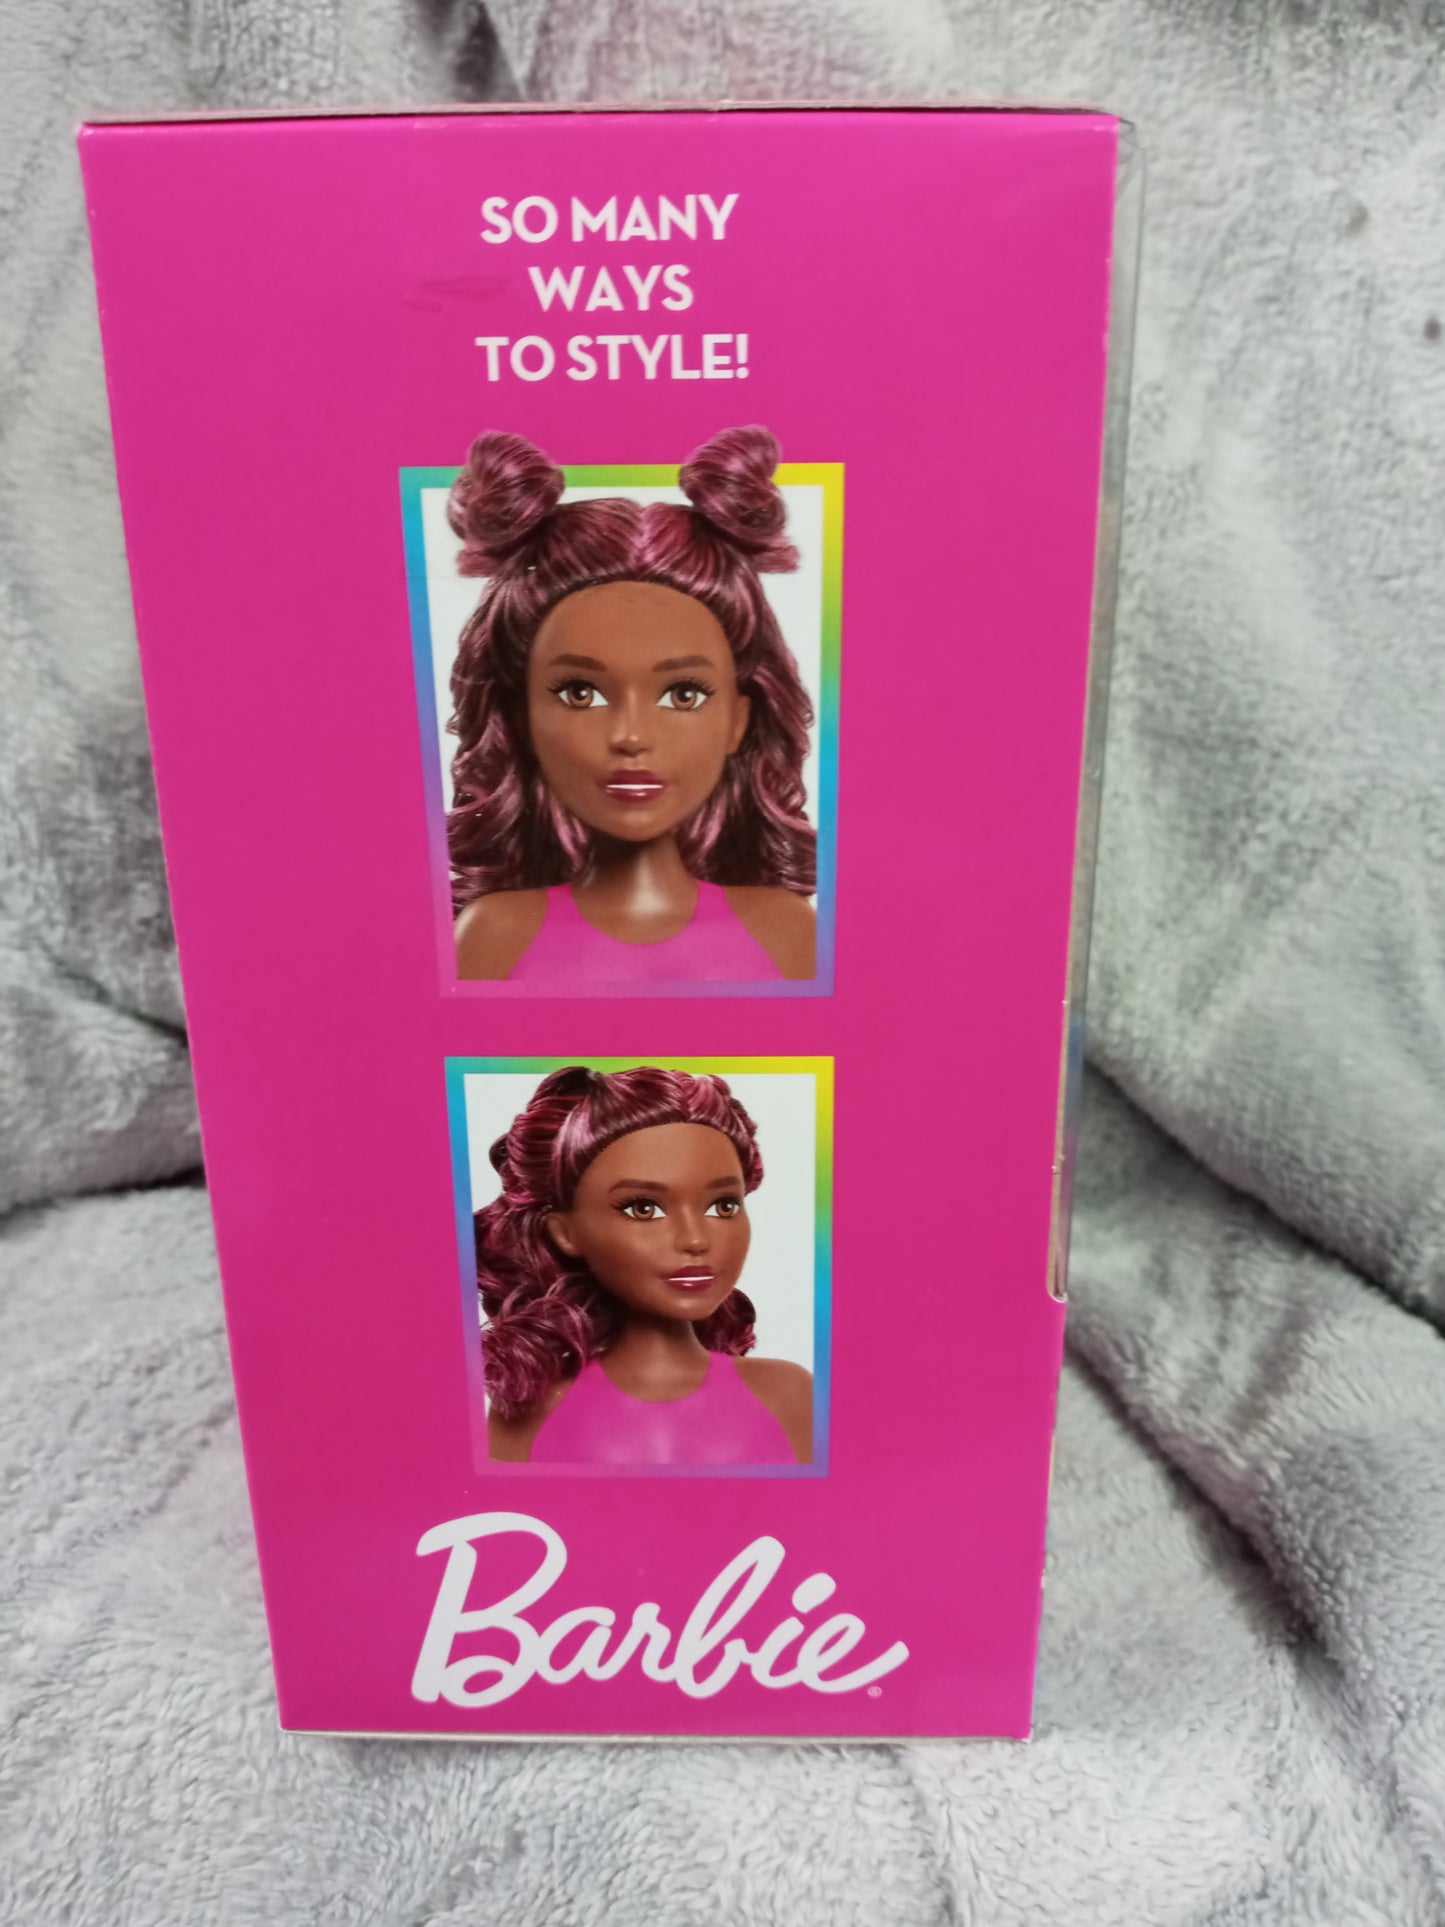 SO MANY
WAYS
TO STYLE!
Barbie®